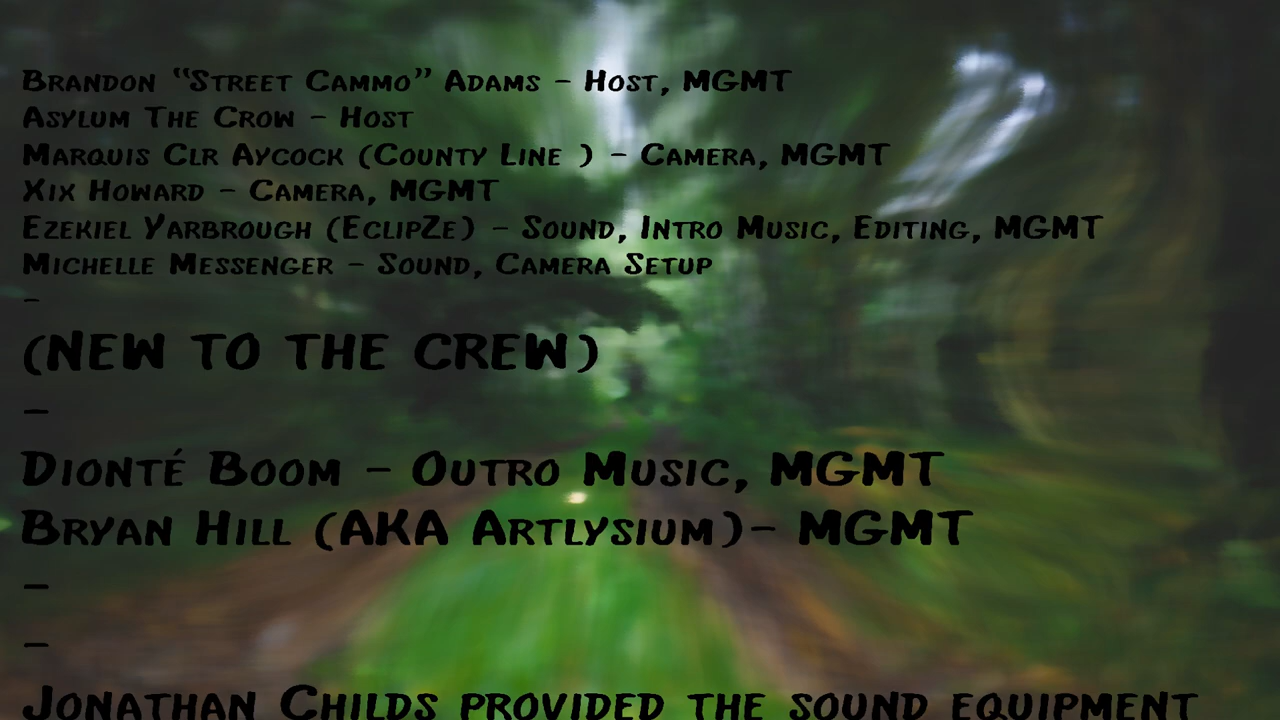 Brandon “Street Cammo” Adams – Host, MGMT
Asylum The Crow – Host
Marquis Clr Aycock (County Line ) – Camera, MGMT
Xix Howard – Camera, MGMT
Ezekiel Yarbrough (EclipZe) – Sound, Intro Music, Editing, MGMT
Michelle Messenger – Sound, Camera Setup
–
(NEW TO THE CREW)
–
Dionté Boom – Outro Music, MGMT
Bryan Hill (AKA Artlysium)– MGMT
–
–
Jonathan Childs provided the sound equipment